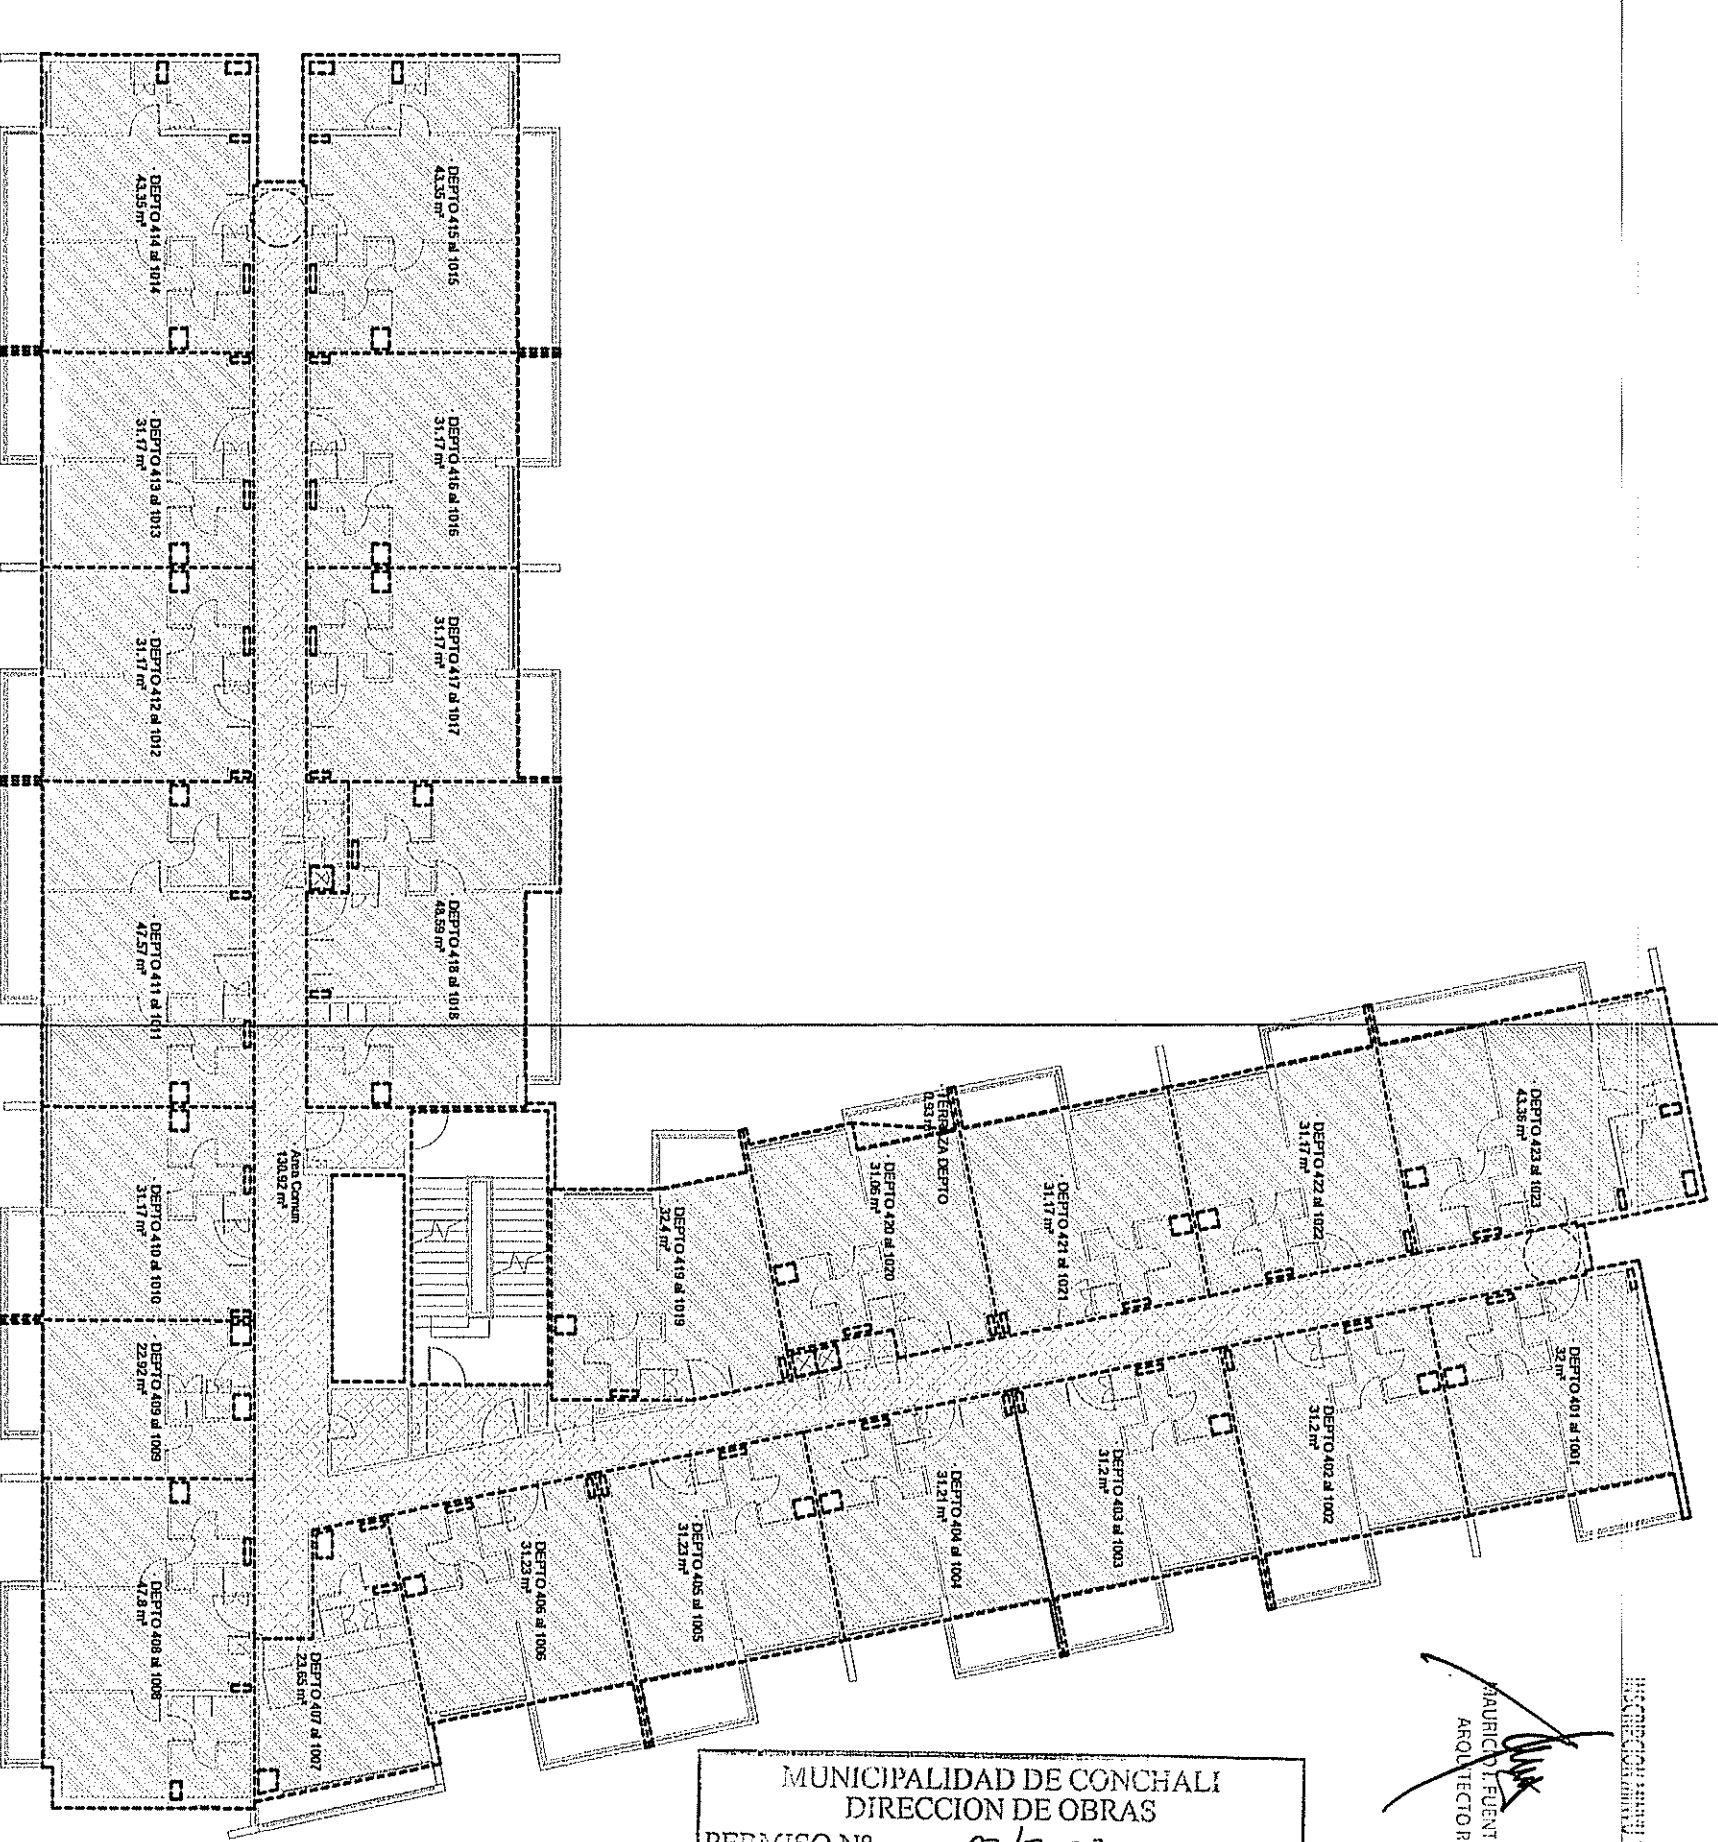 DEPTO 415 al 1015
43.35 m²
DEPTO 414 al 1014
43.35 m²
DEPTO 416 al 1016
31.17 m²
DEPTO 413 al 1013
31.17 m²
DEPTO 417 al 1017
31.17 m²
DEPTO 412 al 1012
31.17 m²
DEPTO 418 al 1018
48.59 m²
DEPTO 411 al 1011
47.57 m²
Area Comun
130.92 m²
DEPTO 410 al 1010
31.17 m²
DEPTO 409 al 1009
22.92 m²
DEPTO 408 al 1008
47.8 m²
DEPTO 407 al 1007
23.65 m²
DEPTO 419 al 1019
32.4 m²
TERRAZA DEPTO
0.53 m²
DEPTO 420 al 1020
31.06 m²
DEPTO 421 al 1021
31.17 m²
DEPTO 422 al 1022
31.17 m²
DEPTO 423 al 1023
43.36 m²
DEPTO 401 al 1001
32 m²
DEPTO 402 al 1002
31.2 m²
DEPTO 403 al 1003
31.2 m²
DEPTO 404 al 1004
31.21 m²
DEPTO 405 al 1005
31.23 m²
DEPTO 406 al 1006
31.23 m²
MAURICIO I. FUENT
ARQUITECTO R
MUNICIPALIDAD DE CONCHALI
DIRECCION DE OBRAS
PERMISO Nº